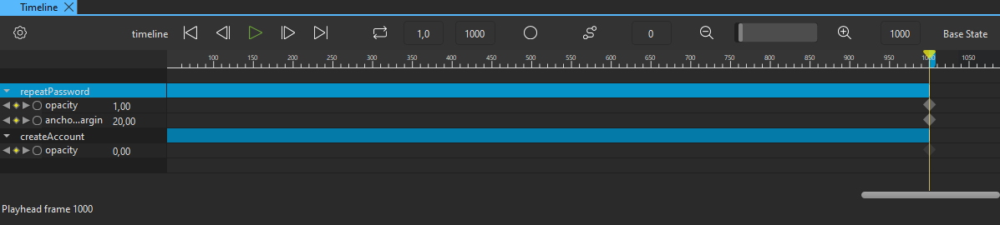 Timeline
timeline 1,0 1000 0 1000 Base State
100 150 200 250 300 350 400 450 500 550 600 650 700 750 800 850 900 950 1000 1050
repeatPassword
opacity 1,00
ancho...argin 20,00
createAccount
opacity 0,00
Playhead frame 1000